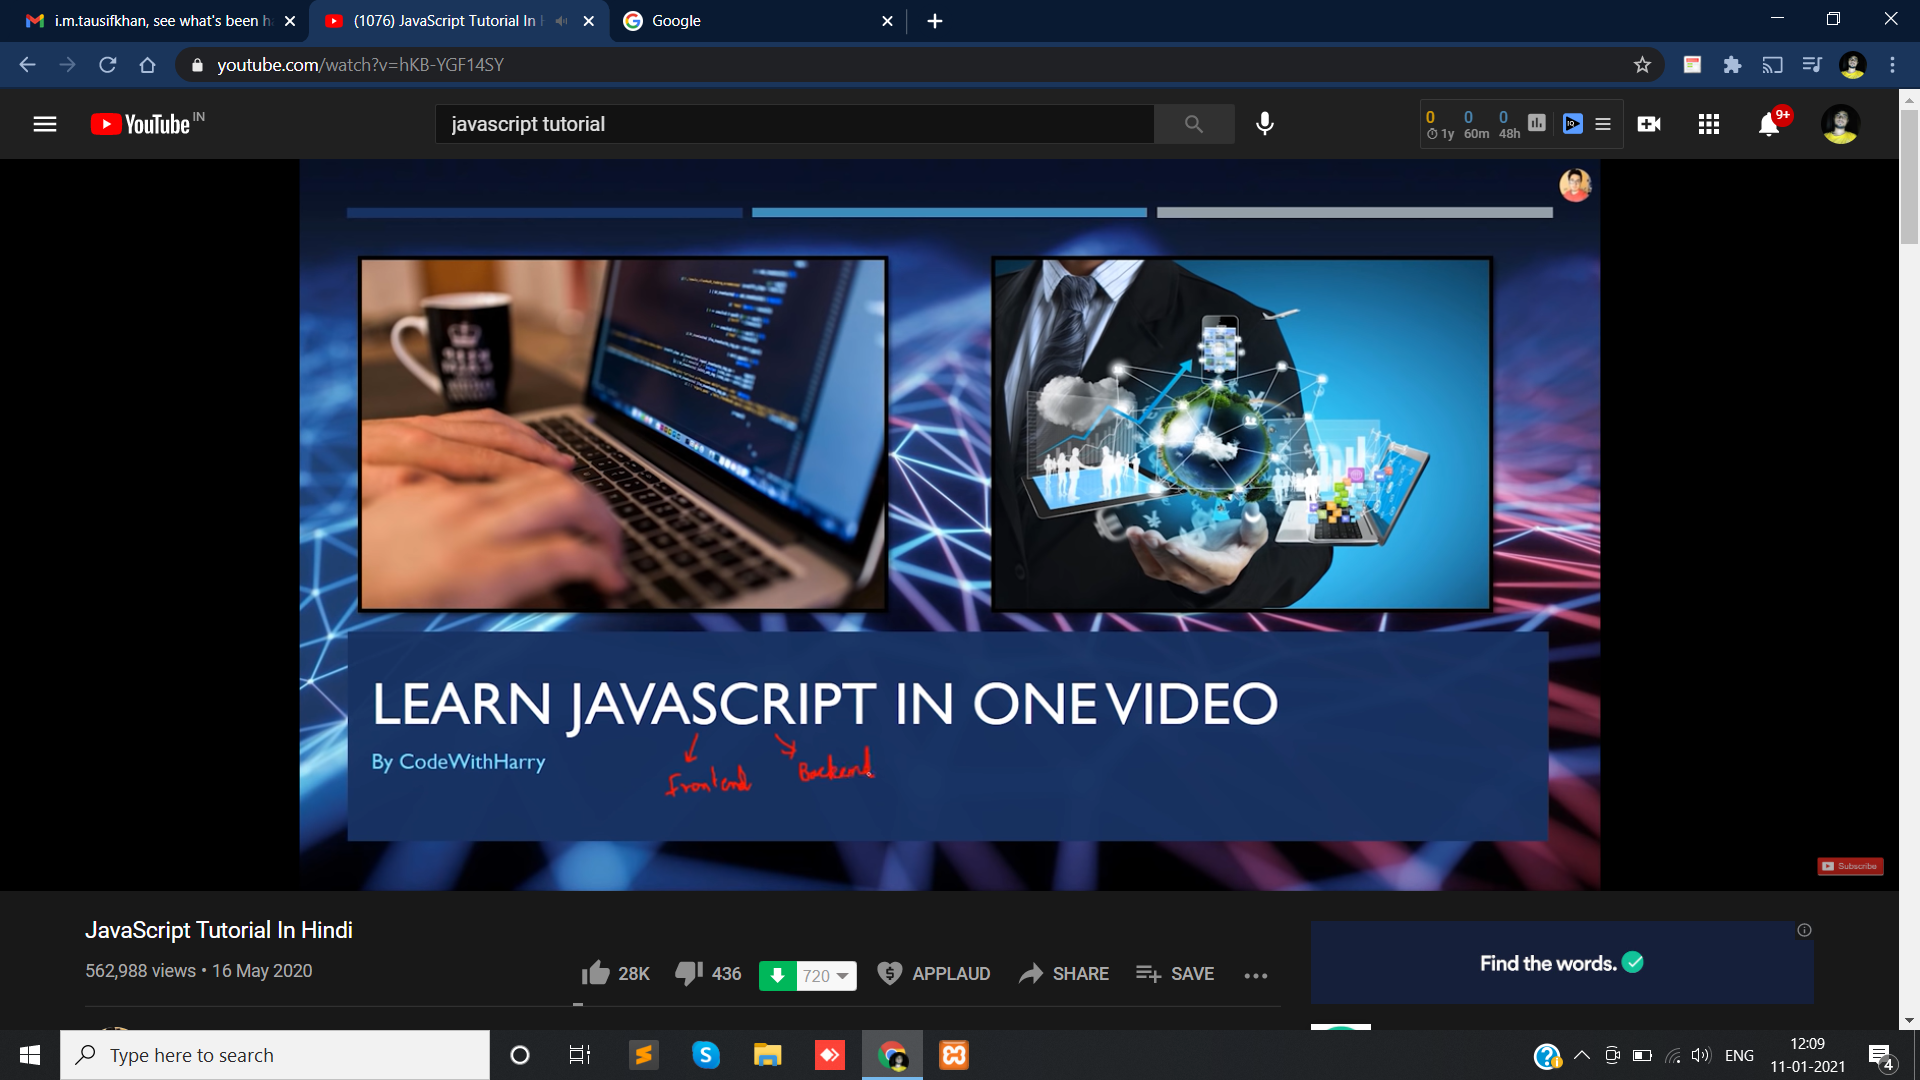 i.m.tausifkhan, see what's been h
(1076) JavaScript Tutorial In H
Google
youtube.com/watch?v=hKB-YGF14SY
YouTube IN
javascript tutorial
0 0 0
1y 60m 48h
IQ
9+
LEARN JAVASCRIPT IN ONE VIDEO
By CodeWithHarry
Frontend
Backend
Subscribe
JavaScript Tutorial In Hindi
562,988 views • 16 May 2020
28K
436
720
APPLAUD
SHARE
SAVE
Find the words.
Type here to search
ENG
12:09
11-01-2021
4